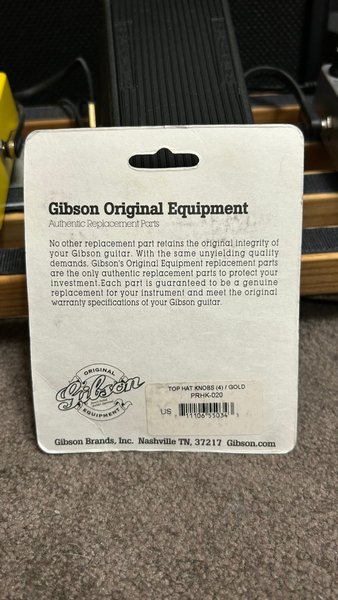 Gibson Original Equipment
Authentic Replacement Parts
No other replacement part retains the original integrity of
your Gibson guitar. With the same unyielding quality
demands. Gibson's Original Equipment replacement parts
are the only authentic replacement parts to protect your
investment.Each part is guaranteed to be a genuine
replacement for your instrument and meet the original
warranty specifications of your Gibson guitar.
ORIGINAL
Gibson
EQUIPMENT
TOP HAT KNOBS (4) / GOLD
PRHK-020
US
11106 55034
Gibson Brands, Inc. Nashville TN, 37217 Gibson.com